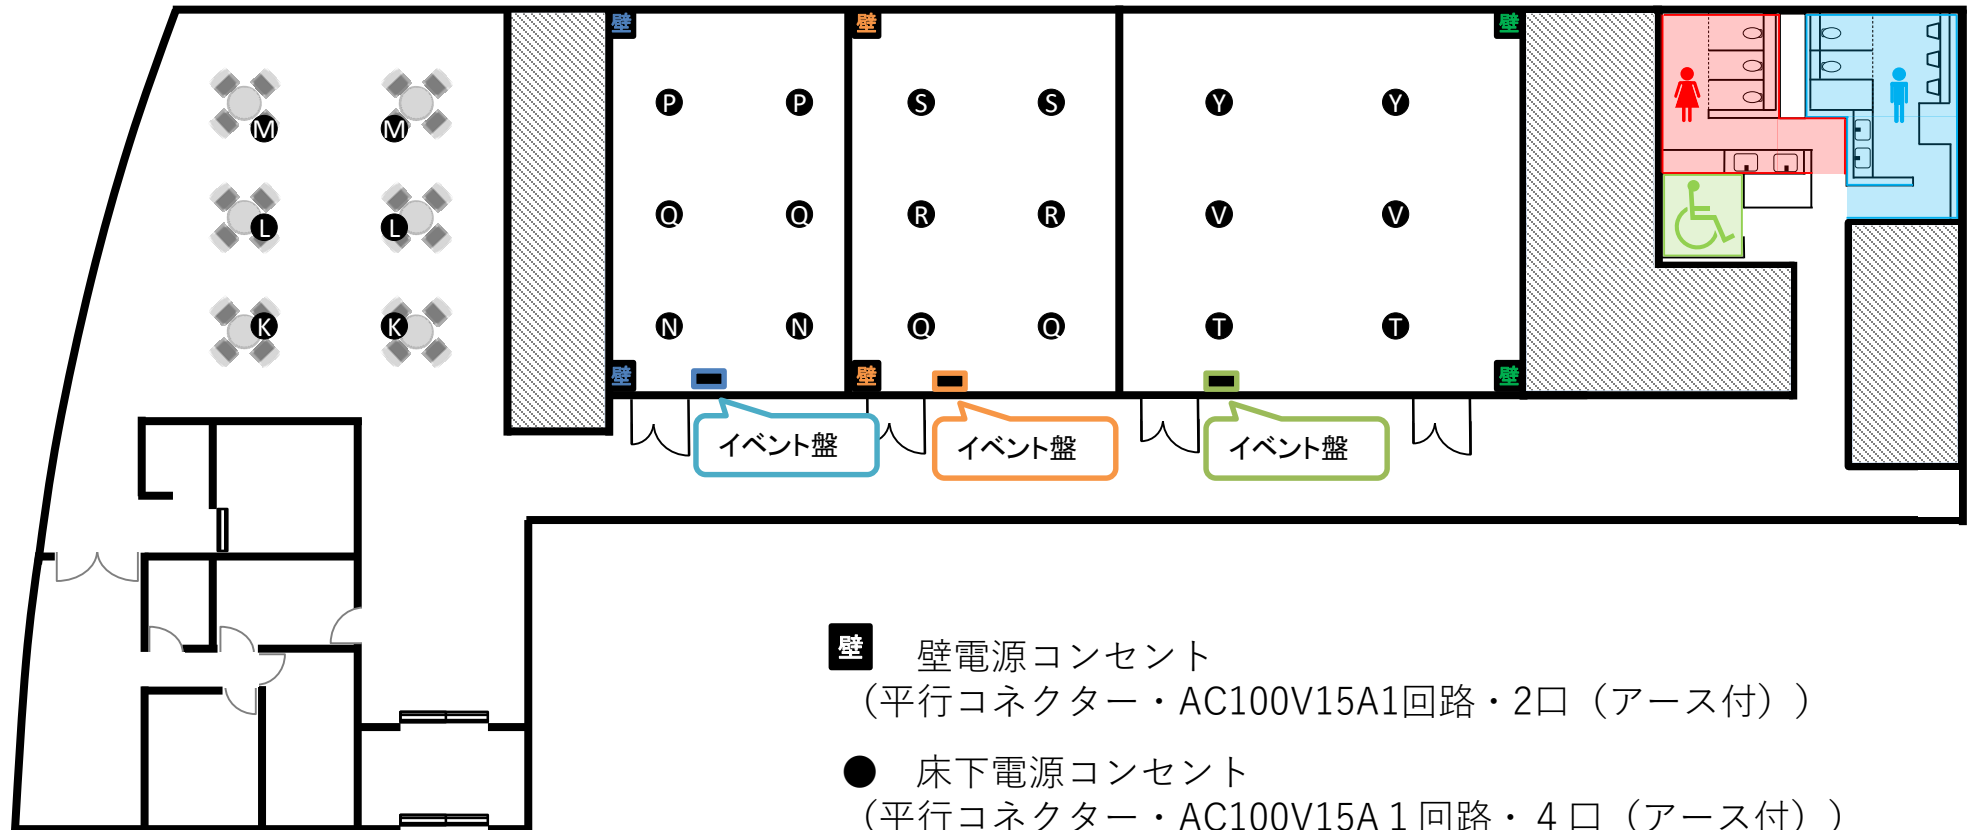 壁 壁 壁
P P S S Y Y
M M
Q Q R R V V
L L
N N Q Q T T
K K
壁 壁 壁
イベント盤 イベント盤 イベント盤
壁 壁電源コンセント
（平行コネクター・AC100V15A1回路・2口（アース付））
● 床下電源コンセント
（平行コネクター・AC100V15A１回路・４口（アース付））